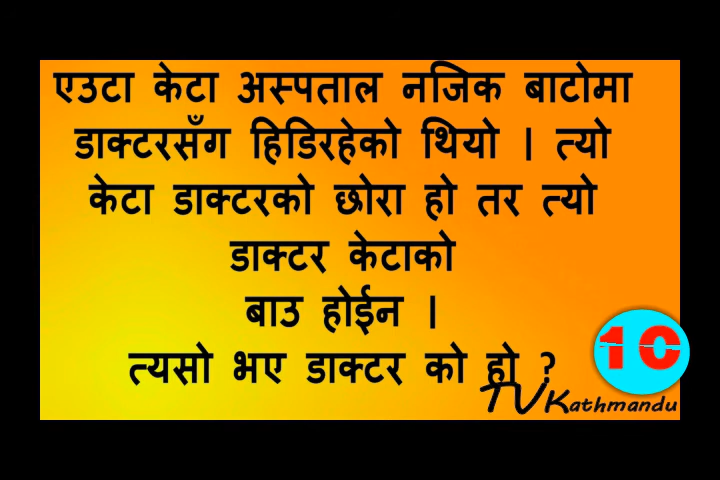 एउटा केटा अस्पताल नजिक बाटोमा
डाक्टरसँग हिडिरहेको थियो । त्यो
केटा डाक्टरको छोरा हो तर त्यो
डाक्टर केटाको
बाउ होईन ।
त्यसो भए डाक्टर को हो ?
10
TV Kathmandu